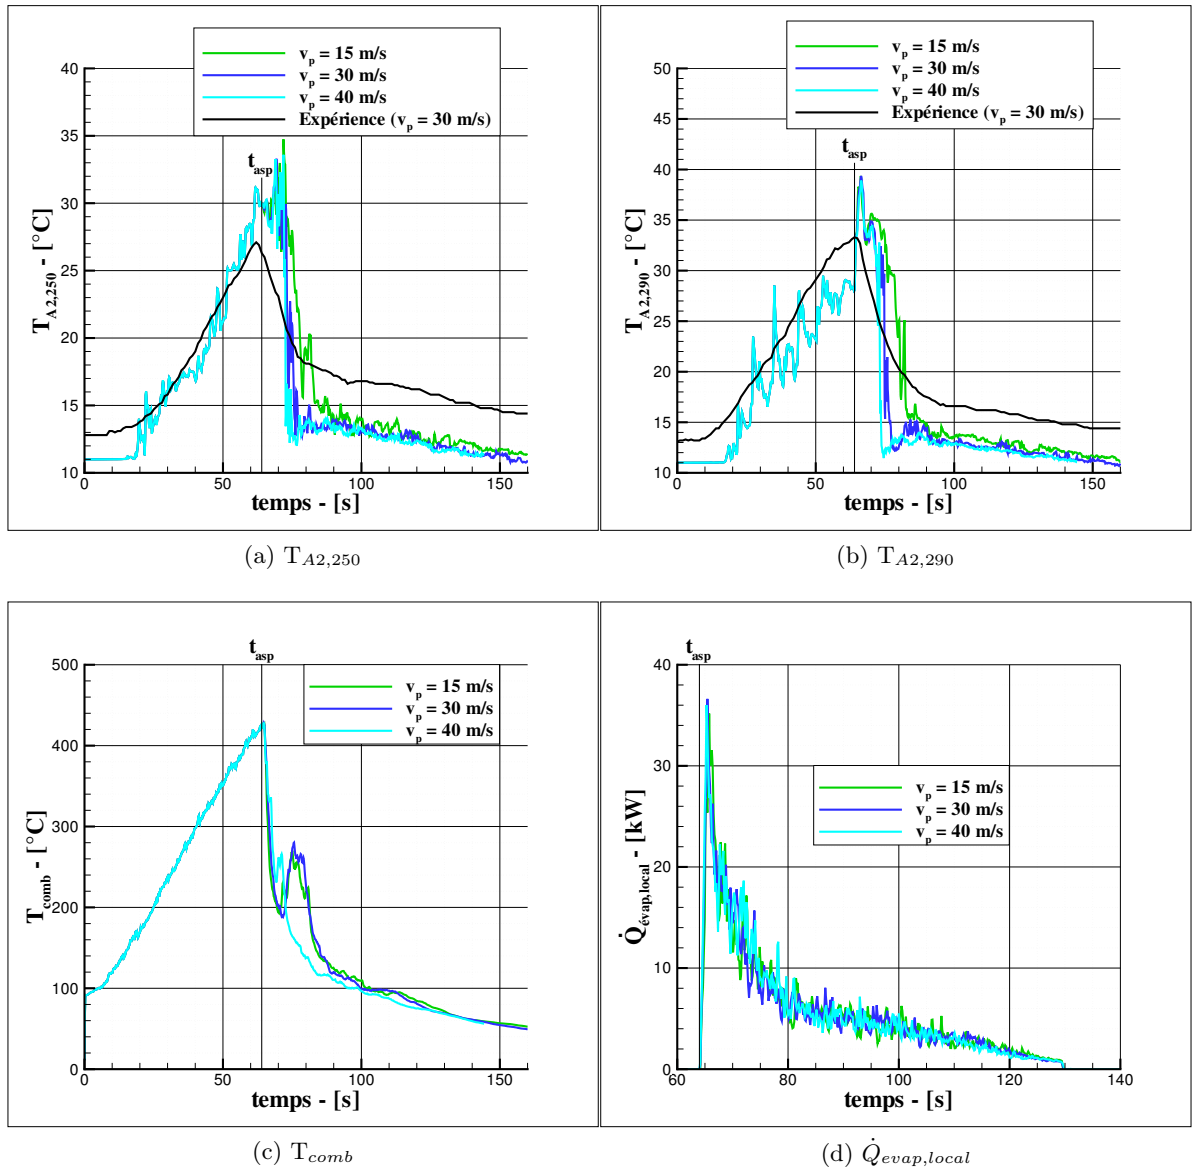 v_p = 15 m/s
v_p = 30 m/s
v_p = 40 m/s
Expérience (v_p = 30 m/s)
t_asp
T_A2,250 - [°C]
40
35
30
25
20
15
10
0 50 100 150
temps - [s]
(a) T_A2,250
v_p = 15 m/s
v_p = 30 m/s
v_p = 40 m/s
Expérience (v_p = 30 m/s)
t_asp
T_A2,290 - [°C]
50
45
40
35
30
25
20
15
10
0 50 100 150
temps - [s]
(b) T_A2,290
t_asp
v_p = 15 m/s
v_p = 30 m/s
v_p = 40 m/s
T_comb - [°C]
500
400
300
200
100
0
0 50 100 150
temps - [s]
(c) T_comb
t_asp
v_p = 15 m/s
v_p = 30 m/s
v_p = 40 m/s
Q̇_évap,local - [kW]
40
30
20
10
0
60 80 100 120 140
temps - [s]
(d) Q̇_evap,local